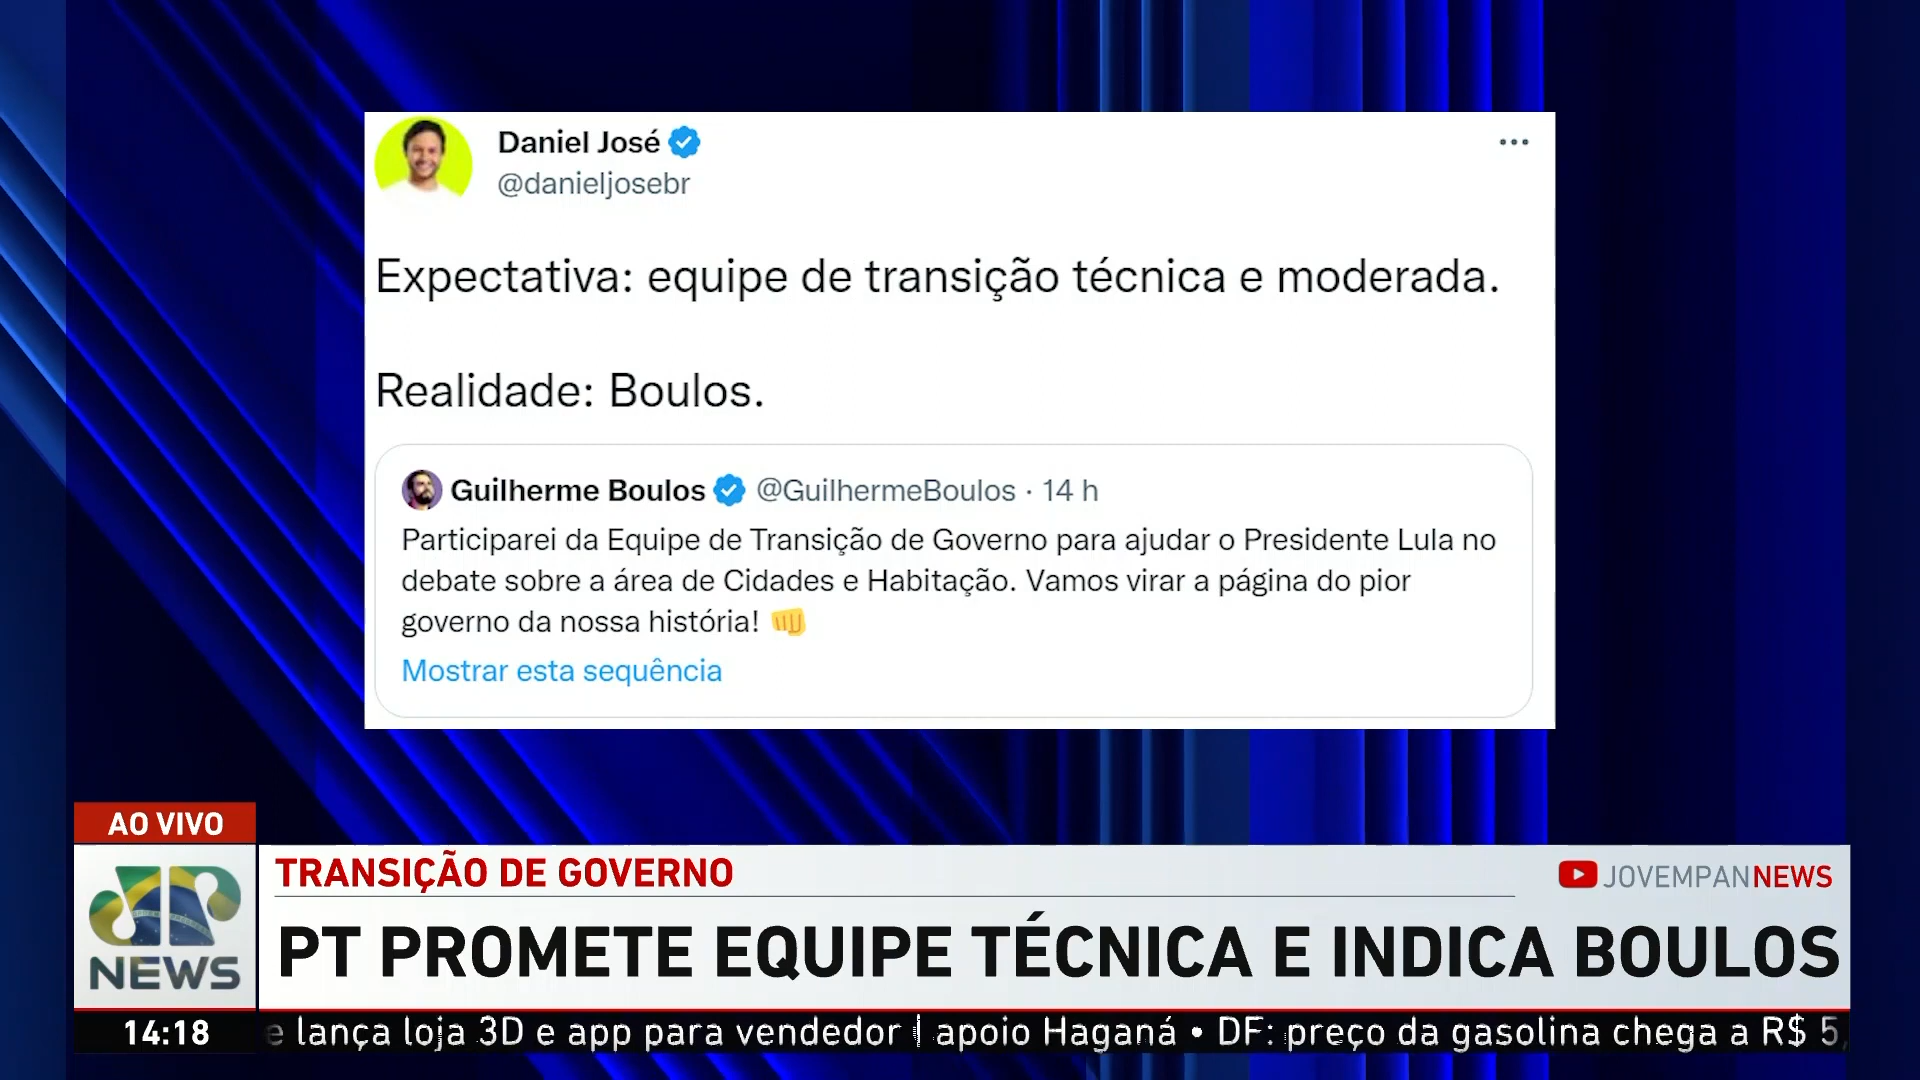 Daniel José
@danieljosebr
Expectativa: equipe de transição técnica e moderada.
Realidade: Boulos.
Guilherme Boulos @GuilhermeBoulos · 14 h
Participarei da Equipe de Transição de Governo para ajudar o Presidente Lula no
debate sobre a área de Cidades e Habitação. Vamos virar a página do pior
governo da nossa história! 👊
Mostrar esta sequência
AO VIVO
TRANSIÇÃO DE GOVERNO
JOVEMPANNEWS
JP
NEWS
PT PROMETE EQUIPE TÉCNICA E INDICA BOULOS
14:18
e lança loja 3D e app para vendedor | apoio Haganá • DF: preço da gasolina chega a R$ 5,